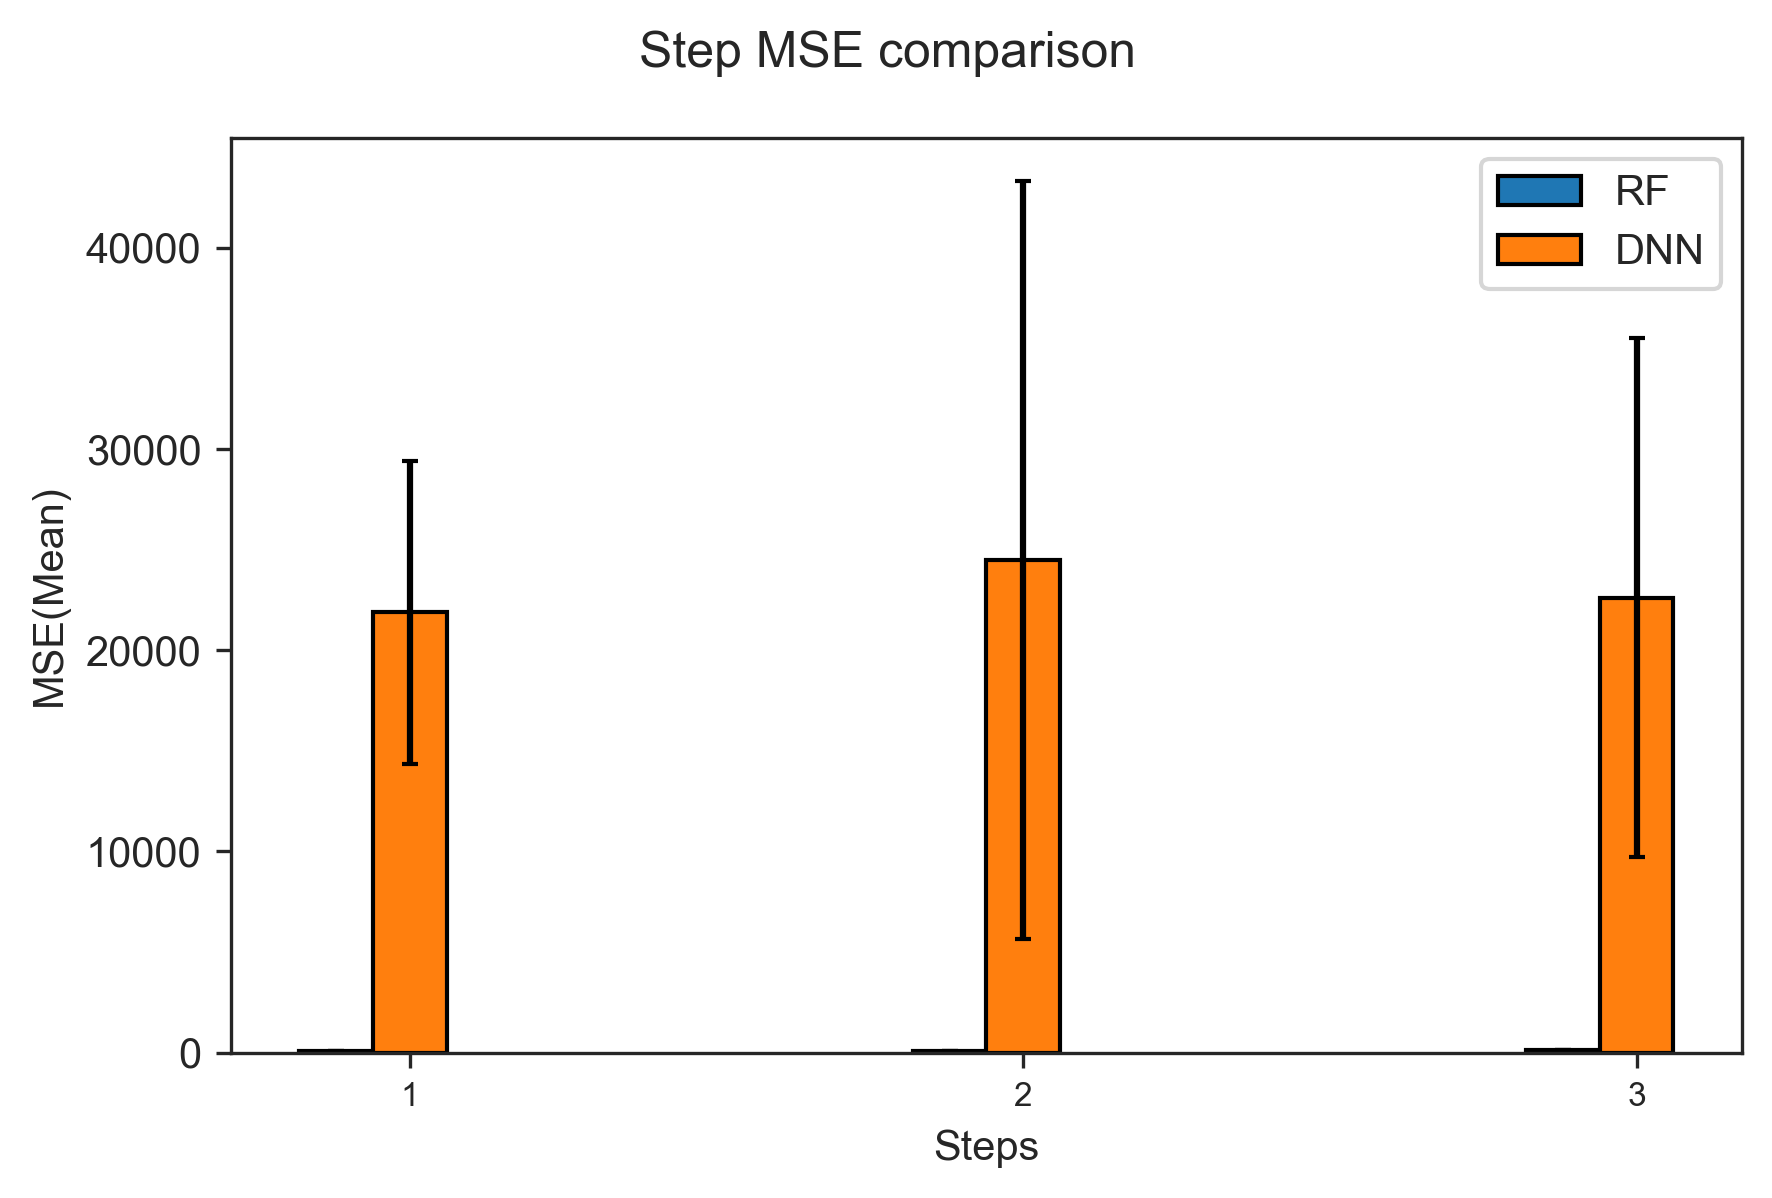 Step MSE comparison
RF
DNN
MSE(Mean)
40000
30000
20000
10000
0
1 2 3
Steps